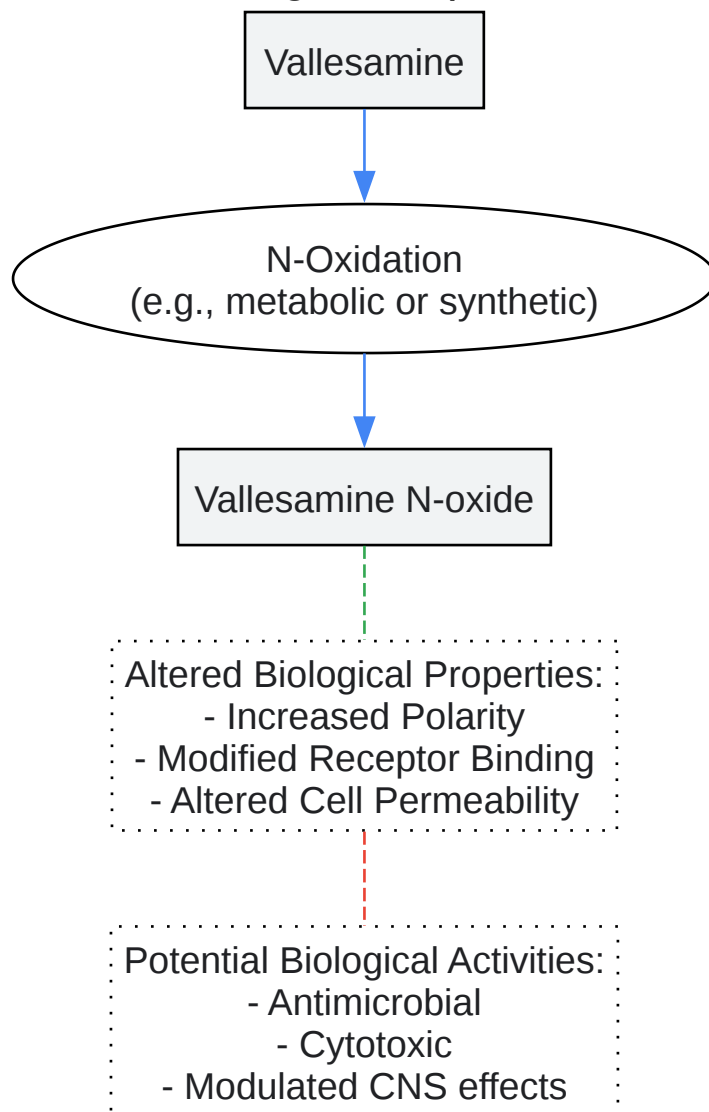 Vallesamine
N-Oxidation
(e.g., metabolic or synthetic)
Vallesamine N-oxide
Altered Biological Properties:
- Increased Polarity
- Modified Receptor Binding
- Altered Cell Permeability
Potential Biological Activities:
- Antimicrobial
- Cytotoxic
- Modulated CNS effects